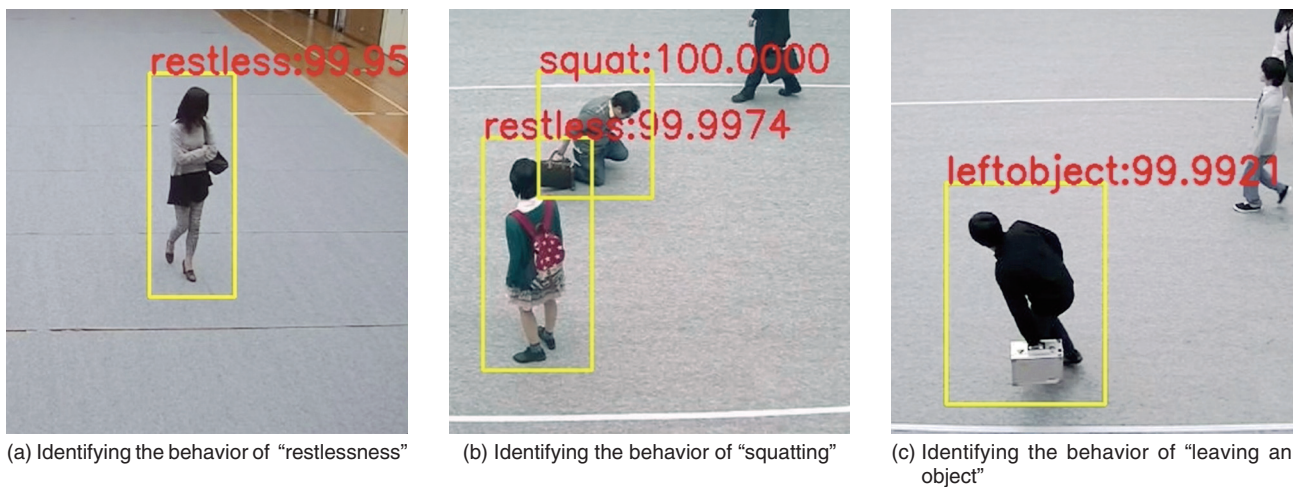 restless:99.95
squat:100.0000
restless:99.9974
leftobject:99.9921
(a) Identifying the behavior of “restlessness”
(b) Identifying the behavior of “squatting”
(c) Identifying the behavior of “leaving an
object”